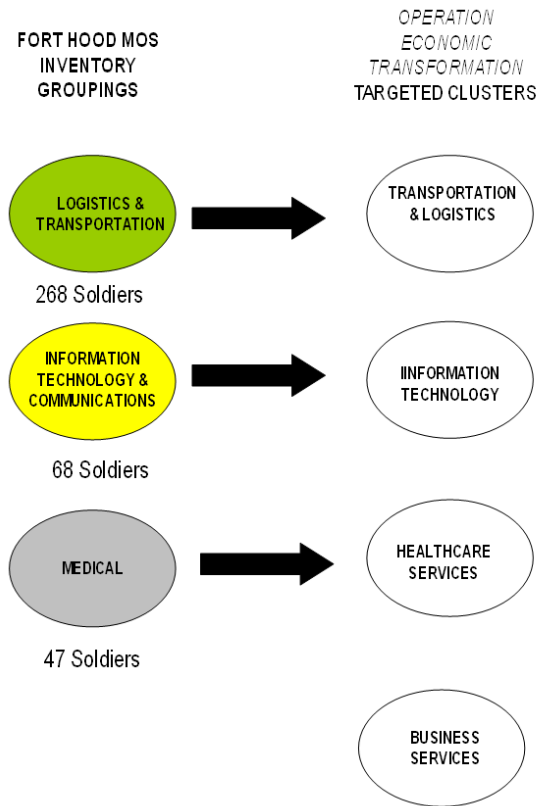 FORT HOOD MOS
INVENTORY
GROUPINGS
OPERATION
ECONOMIC
TRANSFORMATION
TARGETED CLUSTERS
LOGISTICS &
TRANSPORTATION
268 Soldiers
TRANSPORTATION
& LOGISTICS
INFORMATION
TECHNOLOGY &
COMMUNICATIONS
68 Soldiers
IINFORMATION
TECHNOLOGY
MEDICAL
47 Soldiers
HEALTHCARE
SERVICES
BUSINESS
SERVICES